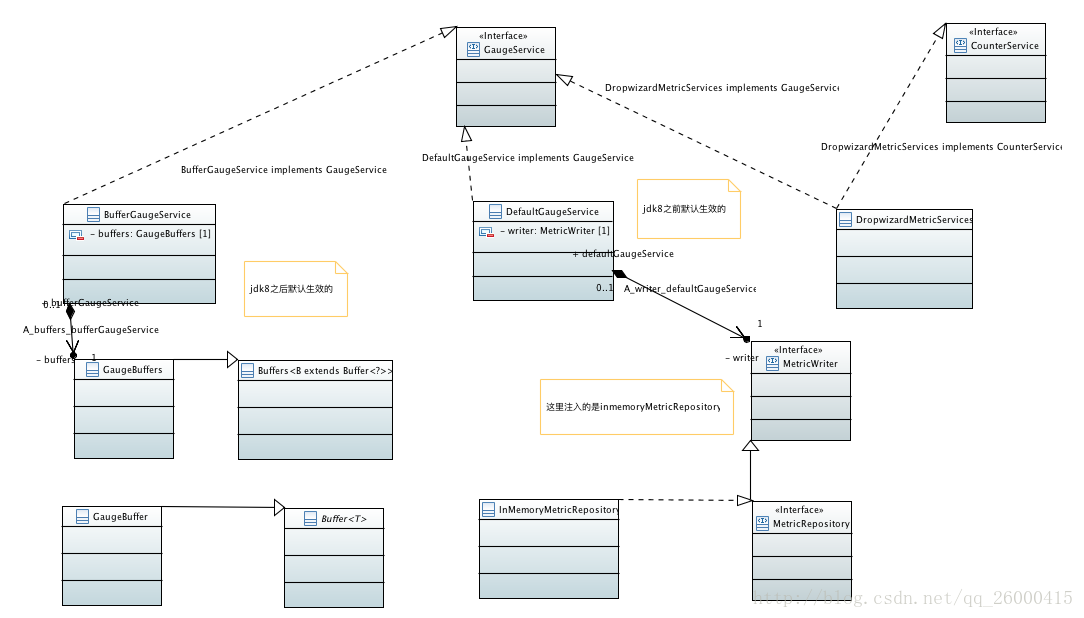 «Interface»
GaugeService
«Interface»
CounterService
DropwizardMetricServices implements GaugeService
DropwizardMetricServices implements CounterService
DefaultGaugeService implements GaugeService
BufferGaugeService implements GaugeService
BufferGaugeService
– buffers: GaugeBuffers [1]
DefaultGaugeService
– writer: MetricWriter [1]
jdk8之前默认生效的
DropwizardMetricServices
+ defaultGaugeService
0..1
A_writer_defaultGaugeService
jdk8之后默认生效的
+ bufferGaugeService
0..1
A_buffers_bufferGaugeService
– buffers
1
1
– writer
«Interface»
MetricWriter
GaugeBuffers
Buffers<B extends Buffer<?>>
这里注入的是inmemoryMetricRepository
GaugeBuffer
Buffer<T>
InMemoryMetricRepository
«Interface»
MetricRepository
http://blog.csdn.net/qq_26000415